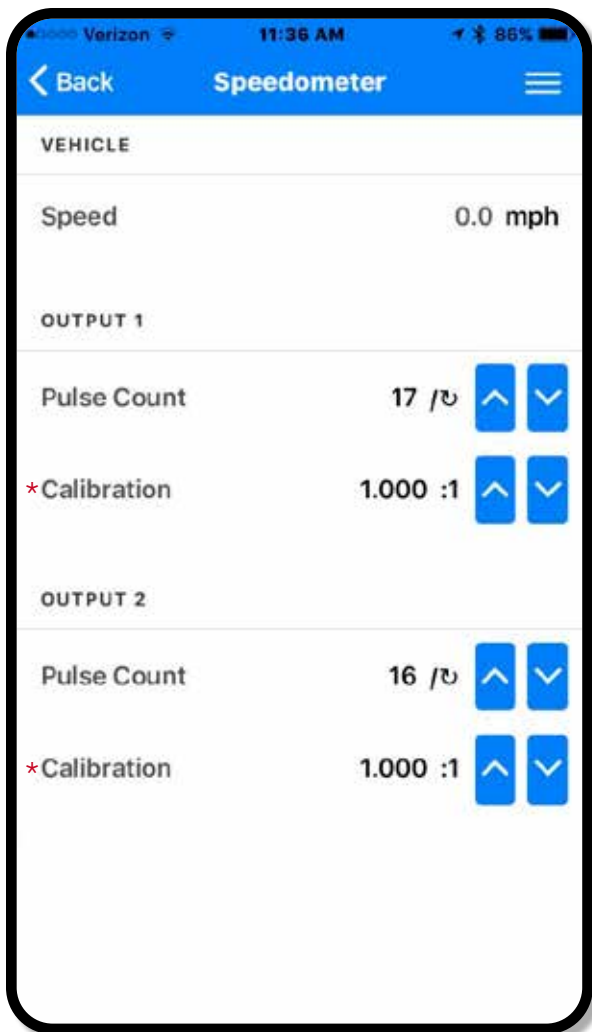 Verizon 11:36 AM 86%
Back Speedometer
VEHICLE
Speed 0.0 mph
OUTPUT 1
Pulse Count 17 /↻
*Calibration 1.000 :1
OUTPUT 2
Pulse Count 16 /↻
*Calibration 1.000 :1